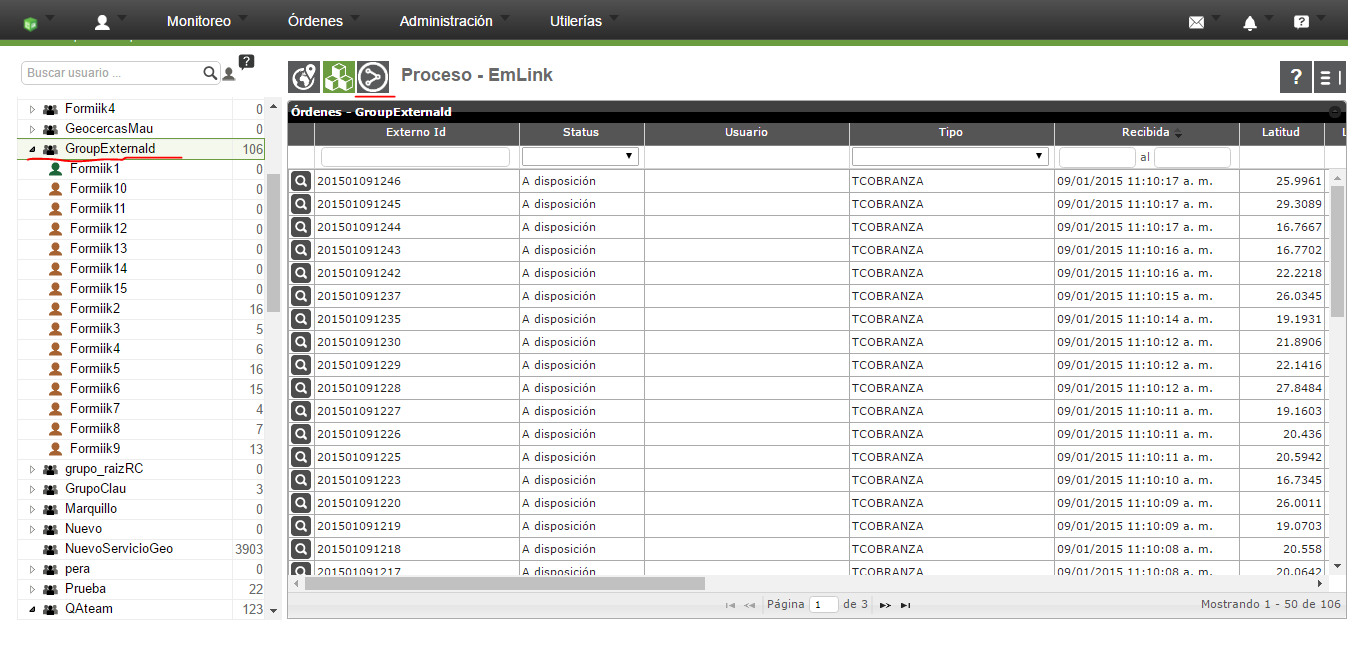 Monitoreo Órdenes Administración Utilerías ?
Buscar usuario ... ?
Proceso - EmLink ?
Formiik4 0
GeocercasMau 0
GroupExternald 106
Formiik1 0
Formiik10 0
Formiik11 0
Formiik12 0
Formiik13 0
Formiik14 0
Formiik15 0
Formiik2 16
Formiik3 5
Formiik4 6
Formiik5 16
Formiik6 15
Formiik7 4
Formiik8 7
Formiik9 13
grupo_raizRC 0
GrupoClau 3
Marquillo 0
Nuevo 0
NuevoServicioGeo 3903
pera 0
Prueba 22
QAteam 123
Órdenes - GroupExternald
Externo Id Status Usuario Tipo Recibida Latitud L
al
201501091246 A disposición TCOBRANZA 09/01/2015 11:10:17 a. m. 25.9961
201501091245 A disposición TCOBRANZA 09/01/2015 11:10:17 a. m. 29.3089
201501091244 A disposición TCOBRANZA 09/01/2015 11:10:17 a. m. 16.7667
201501091243 A disposición TCOBRANZA 09/01/2015 11:10:16 a. m. 16.7702
201501091242 A disposición TCOBRANZA 09/01/2015 11:10:16 a. m. 22.2218
201501091237 A disposición TCOBRANZA 09/01/2015 11:10:15 a. m. 26.0345
201501091235 A disposición TCOBRANZA 09/01/2015 11:10:14 a. m. 19.1931
201501091230 A disposición TCOBRANZA 09/01/2015 11:10:12 a. m. 21.8906
201501091229 A disposición TCOBRANZA 09/01/2015 11:10:12 a. m. 22.1416
201501091228 A disposición TCOBRANZA 09/01/2015 11:10:12 a. m. 27.8484
201501091227 A disposición TCOBRANZA 09/01/2015 11:10:11 a. m. 19.1603
201501091226 A disposición TCOBRANZA 09/01/2015 11:10:11 a. m. 20.436
201501091225 A disposición TCOBRANZA 09/01/2015 11:10:11 a. m. 20.5942
201501091223 A disposición TCOBRANZA 09/01/2015 11:10:10 a. m. 16.7345
201501091220 A disposición TCOBRANZA 09/01/2015 11:10:09 a. m. 26.0011
201501091219 A disposición TCOBRANZA 09/01/2015 11:10:09 a. m. 19.0703
201501091218 A disposición TCOBRANZA 09/01/2015 11:10:08 a. m. 20.558
201501091217 A disposición TCOBRANZA 09/01/2015 11:10:08 a. m. 20.0642
Página 1 de 3 Mostrando 1 - 50 de 106